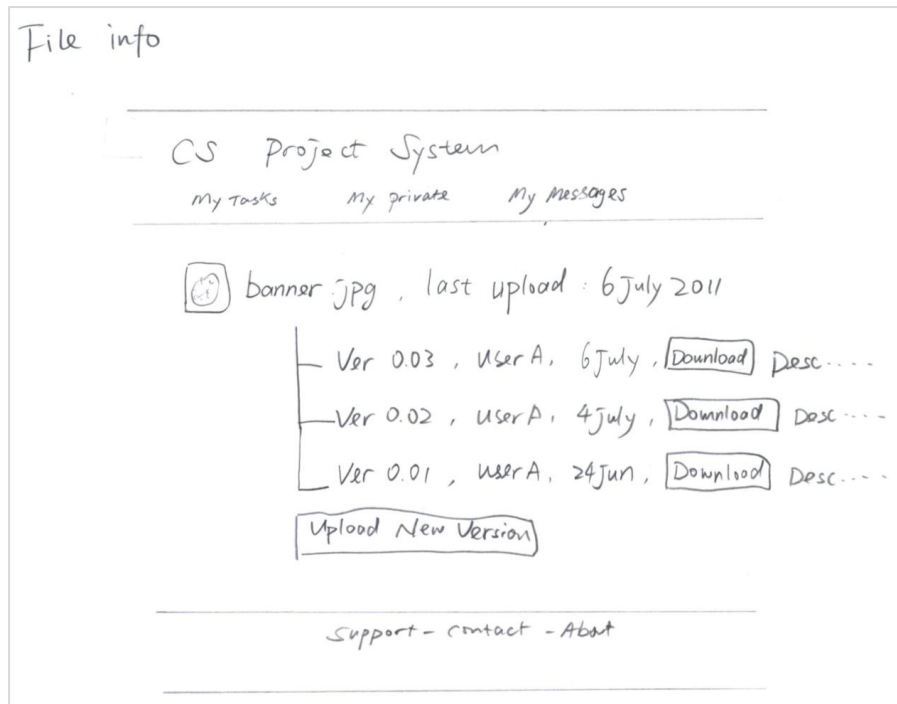 File info
CS Project System
My Tasks My private My Messages
banner.jpg , last upload : 6 July 2011
Ver 0.03 , User A, 6 July , Download Desc.....
Ver 0.02 , User A, 4 july , Download Desc.....
Ver 0.01 , user A, 24 Jun, Download Desc.....
Upload New Version
support - contact - About